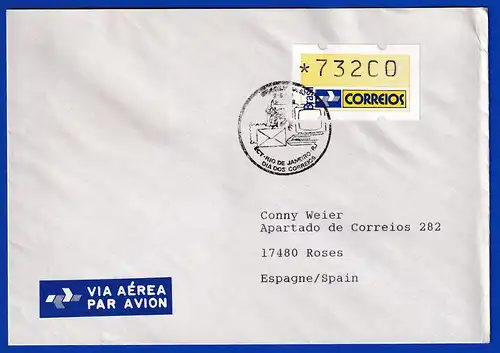 *732C0
Brasil
CORREIOS
ECT-RIO DE JANEIRO-RJ
DIA DOS CORREIOS
Conny Weier
Apartado de Correios 282
17480 Roses
Espagne/Spain
VIA AÉREA
PAR AVION